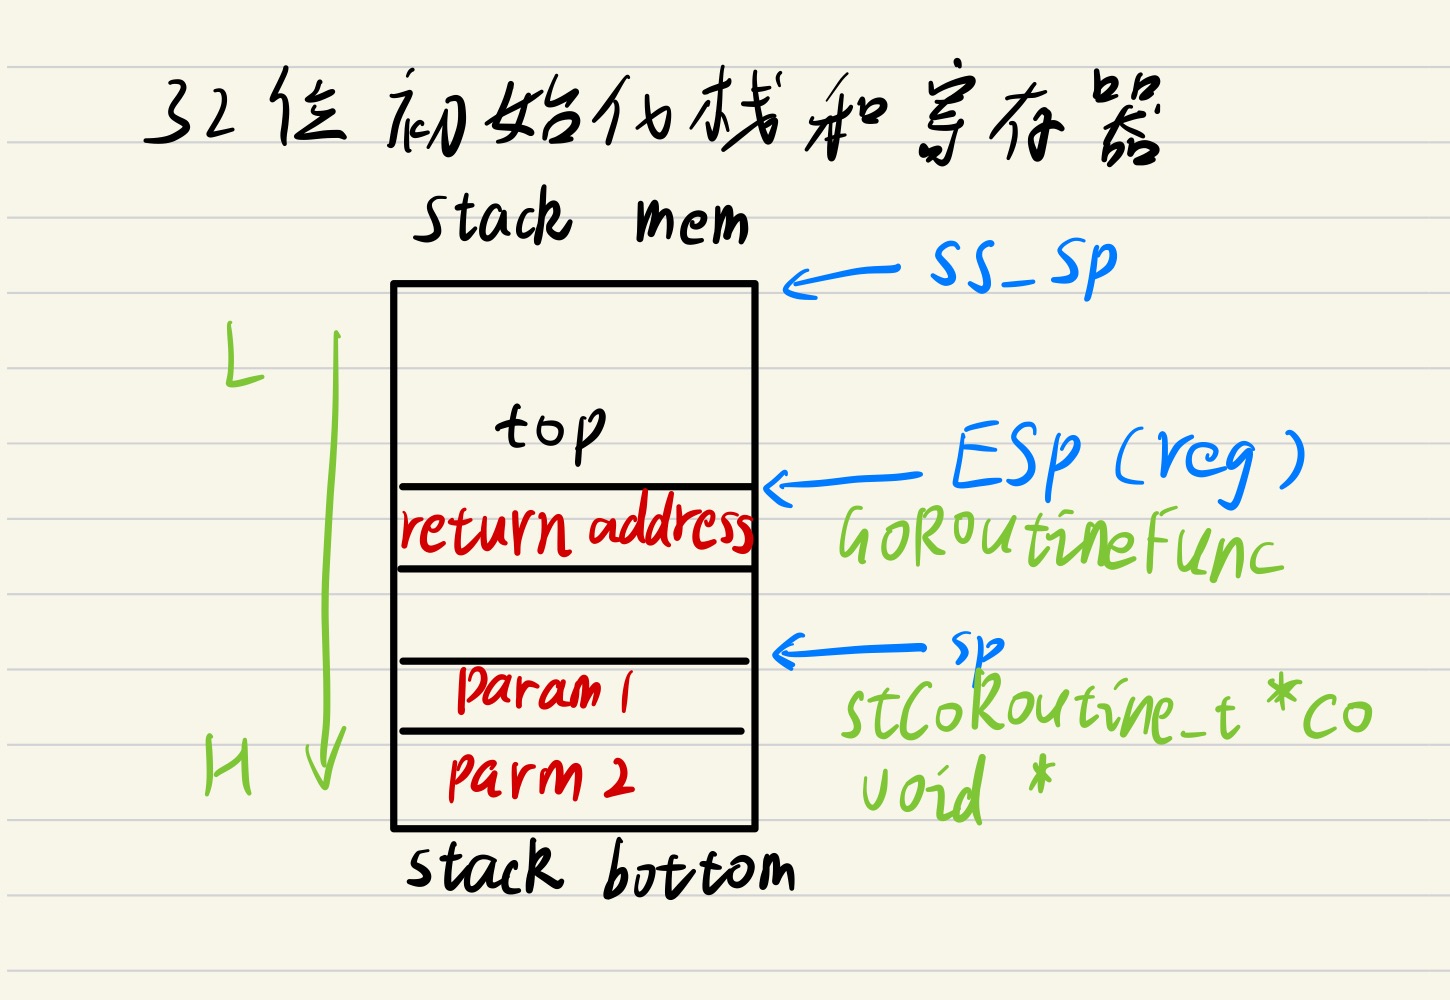 32位初始化栈和寄存器
stack mem
ss_sp
L
top
ESp (reg)
return address
GoRoutineFunc
sp
param 1
stCoRoutine_t *co
H
parm 2
void *
stack bottom